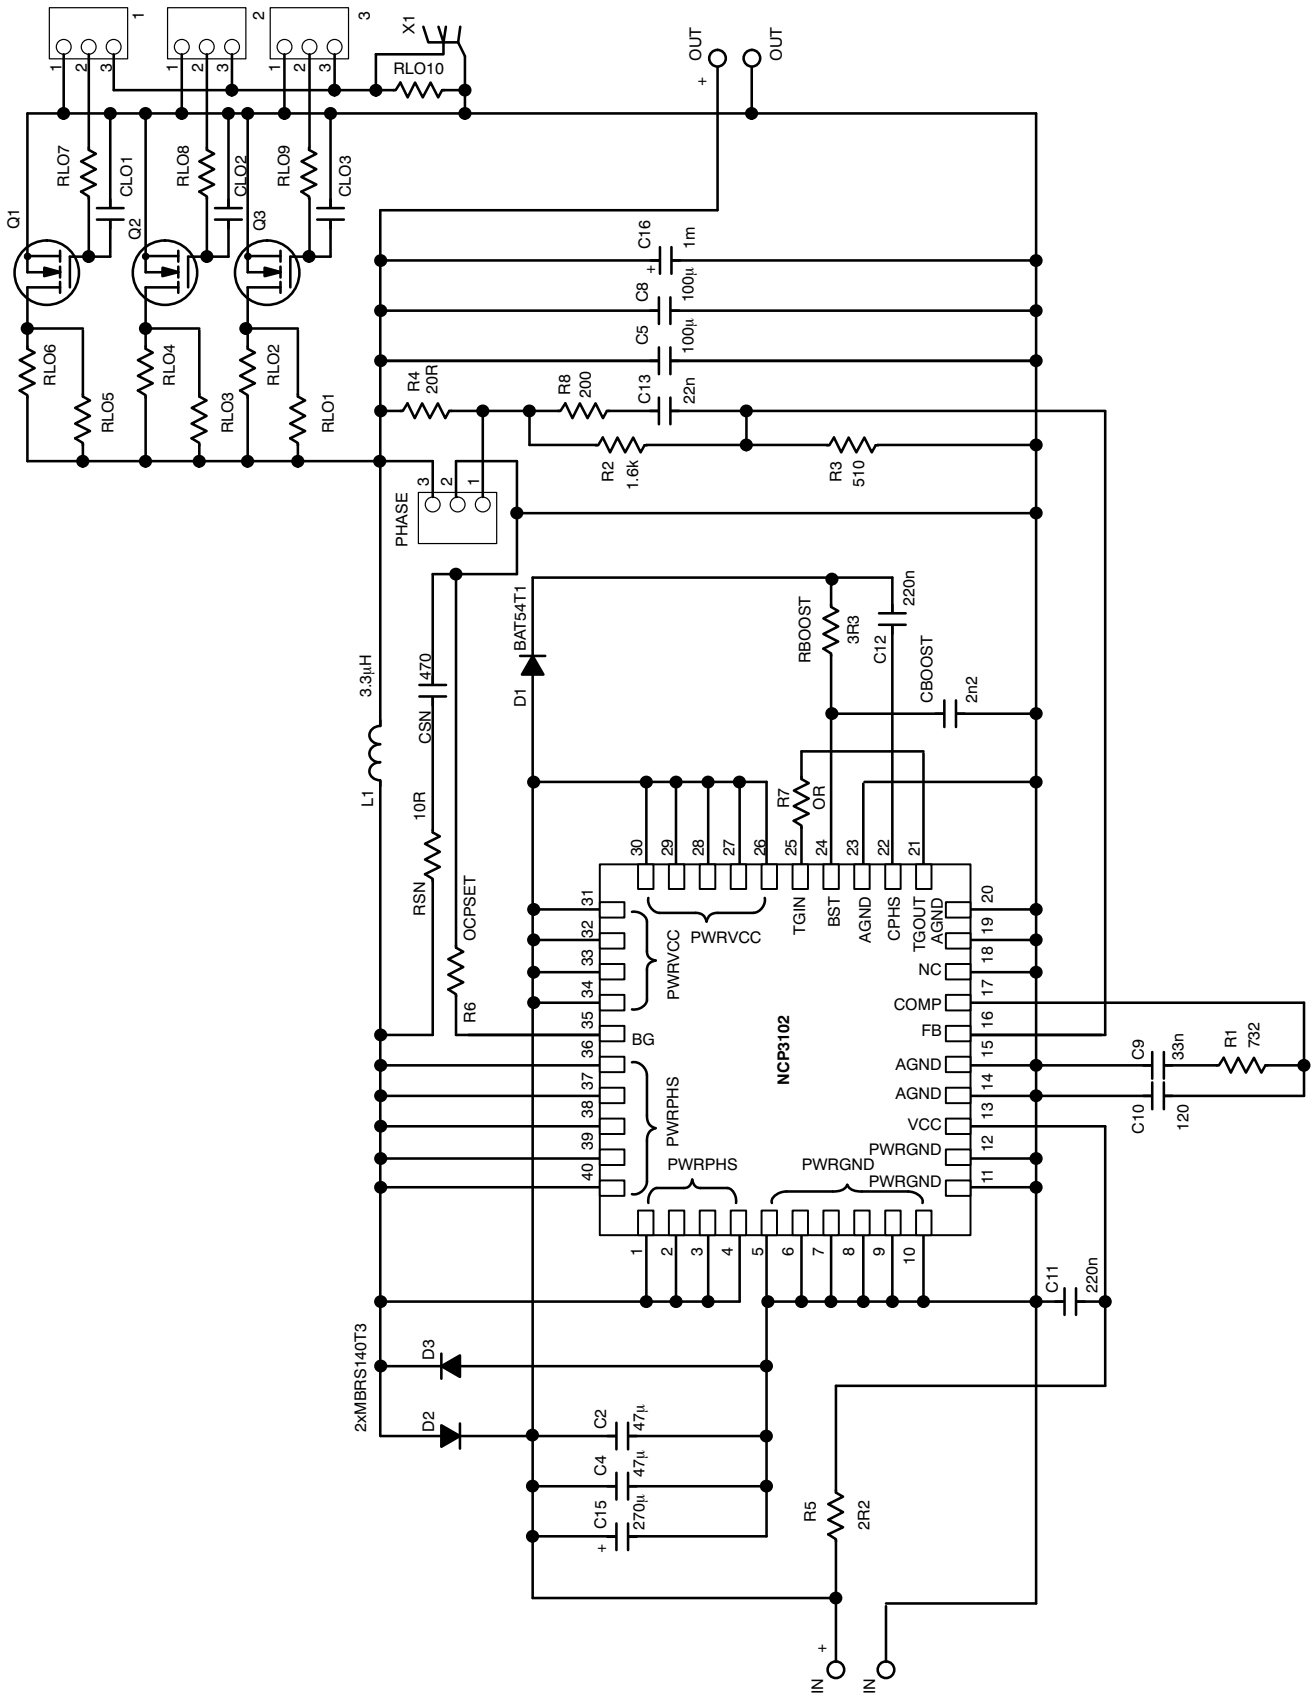 1
2
3
1
2
3
1
2
3
1
2
3
X1
RLO10
Q1
RLO7
CLO1
Q2
RLO8
CLO2
Q3
RLO9
CLO3
RLO6
RLO5
RLO4
RLO3
RLO2
RLO1
OUT
+
OUT
C16
+
1m
C8
100µ
C5
100µ
R4
20R
R8
200
C13
22n
R2
1.6k
R3
510
PHASE
3
2
1
3.3µH
L1
470
CSN
10R
RSN
OCPSET
R6
BAT54T1
D1
RBOOST
3R3
220n
C12
CBOOST
2n2
R7
OR
30
29
28
27
26
25
24
23
22
21
PWRVCC
TGIN
BST
AGND
CPHS
TGOUT
31
32
33
34
35
36
37
38
39
40
PWRVCC
BG
PWRPHS
NCP3102
AGND
NC
COMP
FB
AGND
AGND
VCC
PWRGND
PWRGND
20
19
18
17
16
15
14
13
12
11
PWRPHS
PWRGND
1
2
3
4
5
6
7
8
9
10
C9
33n
R1
732
C10
120
C11
220n
2xMBRS140T3
D3
D2
C2
47µ
C4
47µ
C15
+
270µ
R5
2R2
+
IN
IN